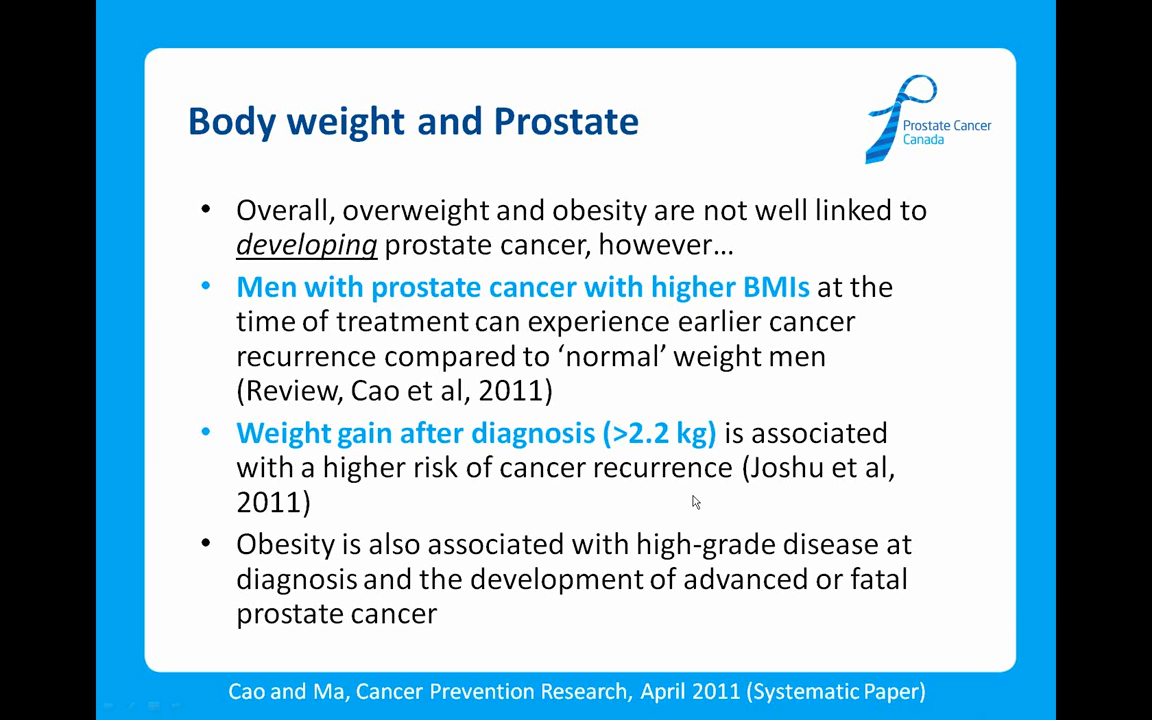 Body weight and Prostate
Prostate Cancer
Canada
• Overall, overweight and obesity are not well linked to
developing prostate cancer, however...
• Men with prostate cancer with higher BMIs at the
time of treatment can experience earlier cancer
recurrence compared to ‘normal’ weight men
(Review, Cao et al, 2011)
• Weight gain after diagnosis (>2.2 kg) is associated
with a higher risk of cancer recurrence (Joshu et al,
2011)
• Obesity is also associated with high-grade disease at
diagnosis and the development of advanced or fatal
prostate cancer
Cao and Ma, Cancer Prevention Research, April 2011 (Systematic Paper)